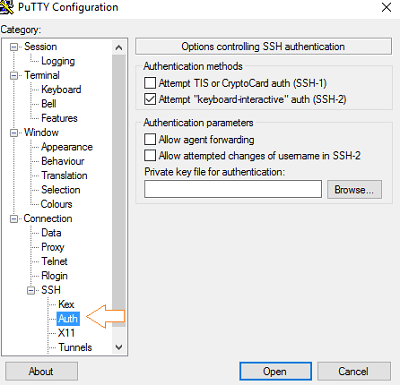 PuTTY Configuration
Category:
Session
Logging
Terminal
Keyboard
Bell
Features
Window
Appearance
Behaviour
Translation
Selection
Colours
Connection
Data
Proxy
Telnet
Rlogin
SSH
Kex
Auth
X11
Tunnels
Options controlling SSH authentication
Authentication methods
Attempt TIS or CryptoCard auth (SSH-1)
Attempt "keyboard-interactive" auth (SSH-2)
Authentication parameters
Allow agent forwarding
Allow attempted changes of username in SSH-2
Private key file for authentication:
Browse...
About
Open
Cancel